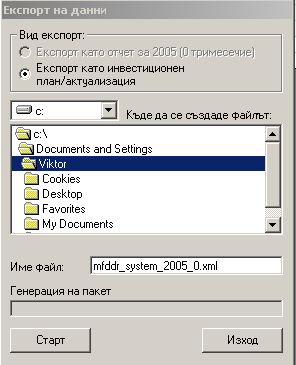 Експорт на данни
Вид експорт:
Експорт като отчет за 2005 (0 тримесечие)
Експорт като инвестиционен
план/актуализация
c:
Къде да се създаде файлът:
c:\
Documents and Settings
Viktor
Cookies
Desktop
Favorites
My Documents
Име файл:
mfddr_system_2005_0.xml
Генерация на пакет
Старт
Изход